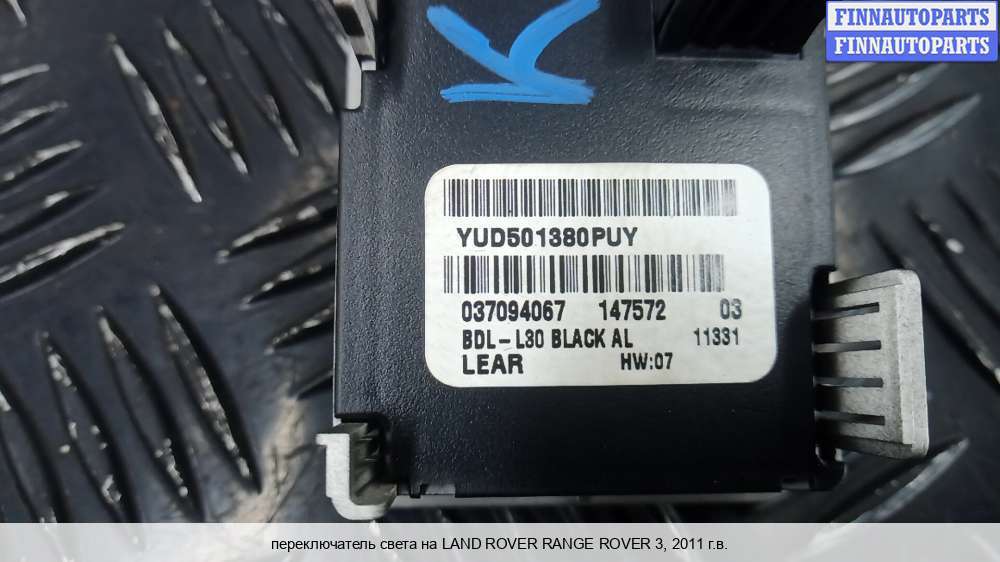 FINNAUTOPARTS
FINNAUTOPARTS
K
YUD501380PUY
037094067 147572 03
BDL-L30 BLACK AL 11331
LEAR HW:07
переключатель света на LAND ROVER RANGE ROVER 3, 2011 г.в.